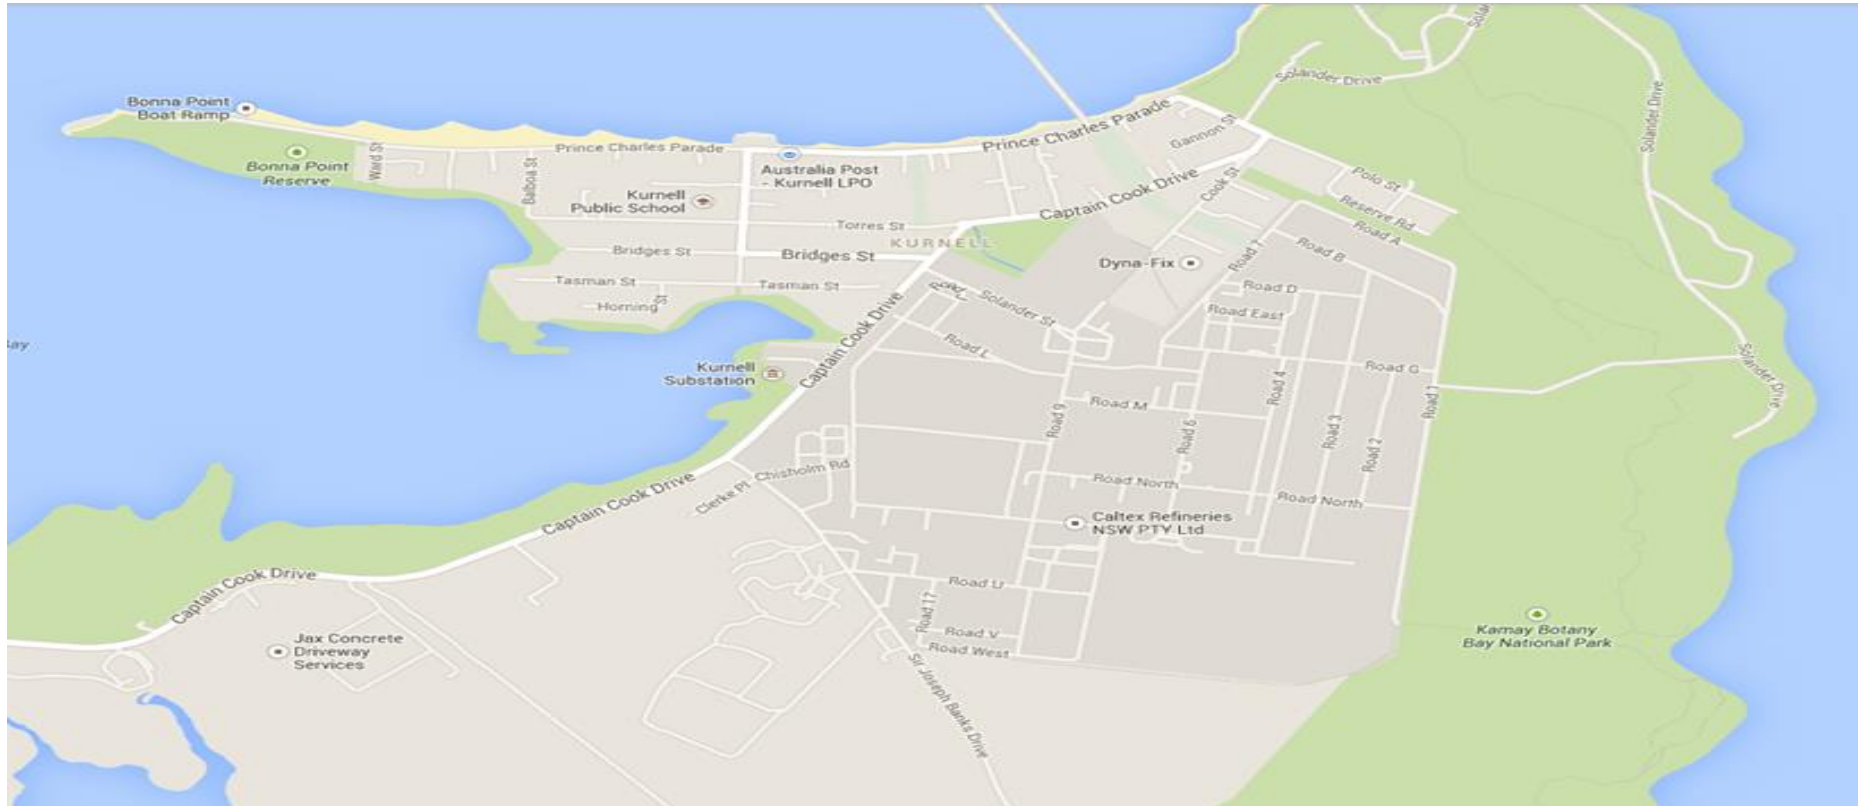 Sola
Solander Drive
Bonna Point
Boat Ramp
Prince Charles Parade
Solander Drive
Gannon St
Ward St
Prince Charles Parade
Bonna Point
Reserve
Balboa St
Australia Post
- Kurnell LPO
Kurnell
Public School
Captain Cook Drive
Cook St
Polo St
Reserve Rd
Road A
Torres St
KURNELL
Bridges St
Bridges St
Road 7
Road B
Dyna-Fix
Tasman St
Tasman St
Road
Solander St
Road D
Horning St
Road East
Captain Cook Drive
Road L
ay
Kurnell
Substation
Road G
Solander Drive
Road 4
Road 1
Road M
Road 9
Road 6
Road 3
Road 2
Chisholm Rd
Clerke Pl
Captain Cook Drive
Road North
Road North
Caltex Refineries
NSW PTY Ltd
Captain Cook Drive
Road U
Road 17
Road V
Road West
Jax Concrete
Driveway
Services
Kamay Botany
Bay National Park
Sir Joseph Banks Drive